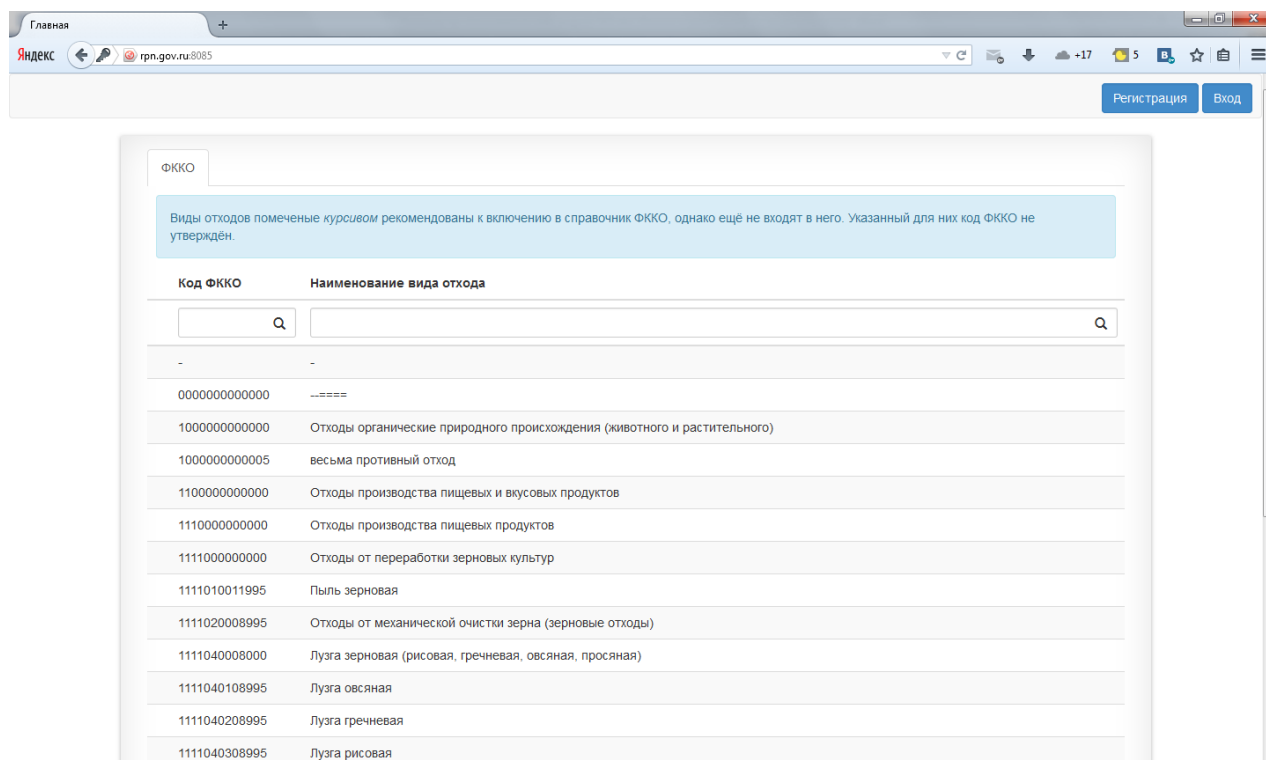 Главная
Яндекс rpn.gov.ru:8085 +17 5 B
Регистрация Вход
ФККО
Виды отходов помеченые курсивом рекомендованы к включению в справочник ФККО, однако ещё не входят в него. Указанный для них код ФККО не
утверждён.
Код ФККО Наименование вида отхода
- -
0000000000000 --====
1000000000000 Отходы органические природного происхождения (животного и растительного)
1000000000005 весьма противный отход
1100000000000 Отходы производства пищевых и вкусовых продуктов
1110000000000 Отходы производства пищевых продуктов
1111000000000 Отходы от переработки зерновых культур
1111010011995 Пыль зерновая
1111020008995 Отходы от механической очистки зерна (зерновые отходы)
1111040008000 Лузга зерновая (рисовая, гречневая, овсяная, просяная)
1111040108995 Лузга овсяная
1111040208995 Лузга гречневая
1111040308995 Лузга рисовая